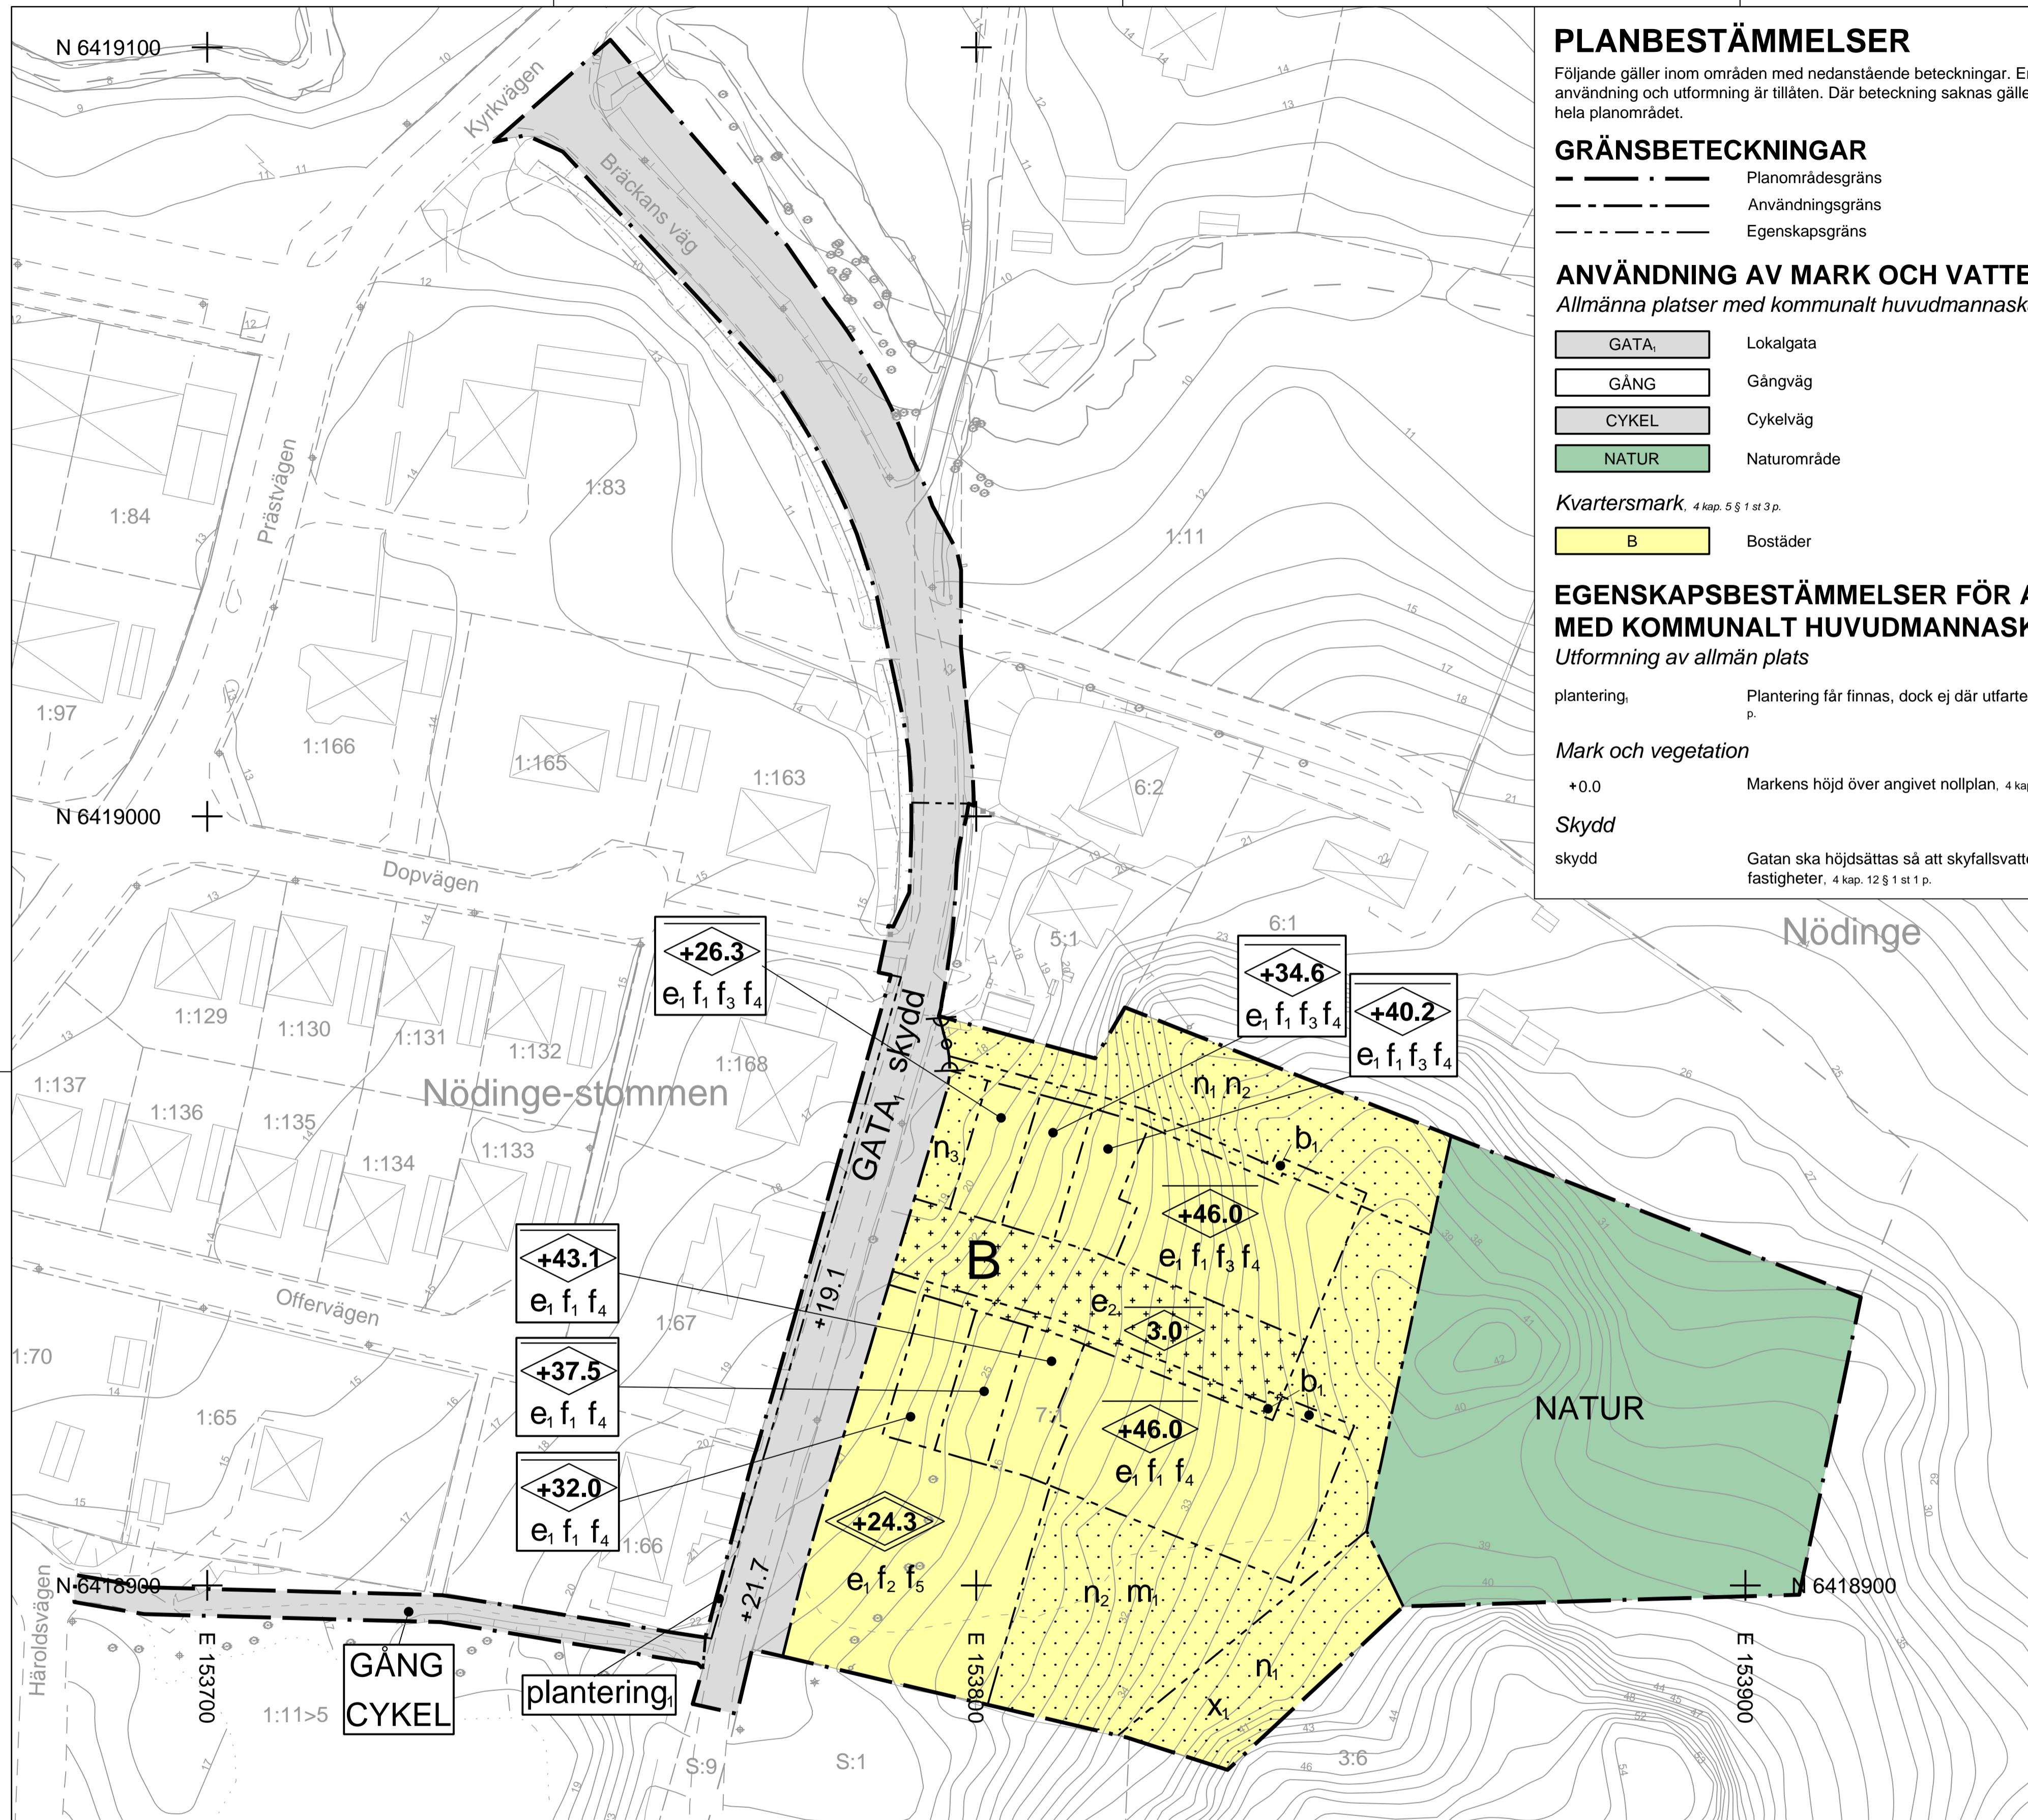 PLANBESTÄMMELSER
Följande gäller inom områden med nedanstående beteckningar.
användning och utformning är tillåten. Där beteckning saknas
hela planområdet.
GRÄNSBETECKNINGAR
Planområdesgräns
Användningsgräns
Egenskapsgräns
ANVÄNDNING AV MARK OCH
Allmänna platser med kommunalt
GATA₁ Lokalgata
GÅNG Gångväg
CYKEL Cykelväg
NATUR Naturområde
Kvartersmark, 4 kap. 5 § 1 st 3 p.
B Bostäder
EGENSKAPSBESTÄMMELSER FÖR
MED KOMMUNALT
Utformning av allmän plats
plantering₁ Plantering får finnas, dock ej där
p.
Mark och vegetation
+0.0 Markens höjd över angivet nollplan, 4
Skydd
skydd Gatan ska höjdsättas så att
fastigheter, 4 kap. 12 § 1 st 1 p.
N 6419100
Kyrkvägen
Bräckans väg
Prästvägen
1:84
1:83
1:11
1:97
1:166
1:165
1:163
6:2
N 6419000
Dopvägen
Nödinge
6:1
5:1
+26.3
e₁ f₁ f₃ f₄
+34.6
e₁ f₁ f₃ f₄
+40.2
e₁ f₁ f₃ f₄
skydd
GATA₁
1:129
1:130
1:131
1:132
1:168
1:137
1:136
1:135
1:134
1:133
Nödinge-stommen
n₁ n₂
b₁
n₃
+46.0
e₁ f₁ f₃ f₄
B
e₂
3.0
+19.1
Offervägen
1:67
1:70
1:65
+43.1
e₁ f₁ f₄
+37.5
e₁ f₁ f₄
+32.0
e₁ f₁ f₄
b₁
7:1
+46.0
e₁ f₁ f₄
NATUR
+24.3
e₁ f₂ f₅
1:66
+21.7
n₂ m₁
n₁
x₁
N 6418900
N 6418900
Häroldsvägen
E 153700
E 153800
E 153900
GÅNG
CYKEL
plantering₁
1:11>5
S:9
S:1
3:6